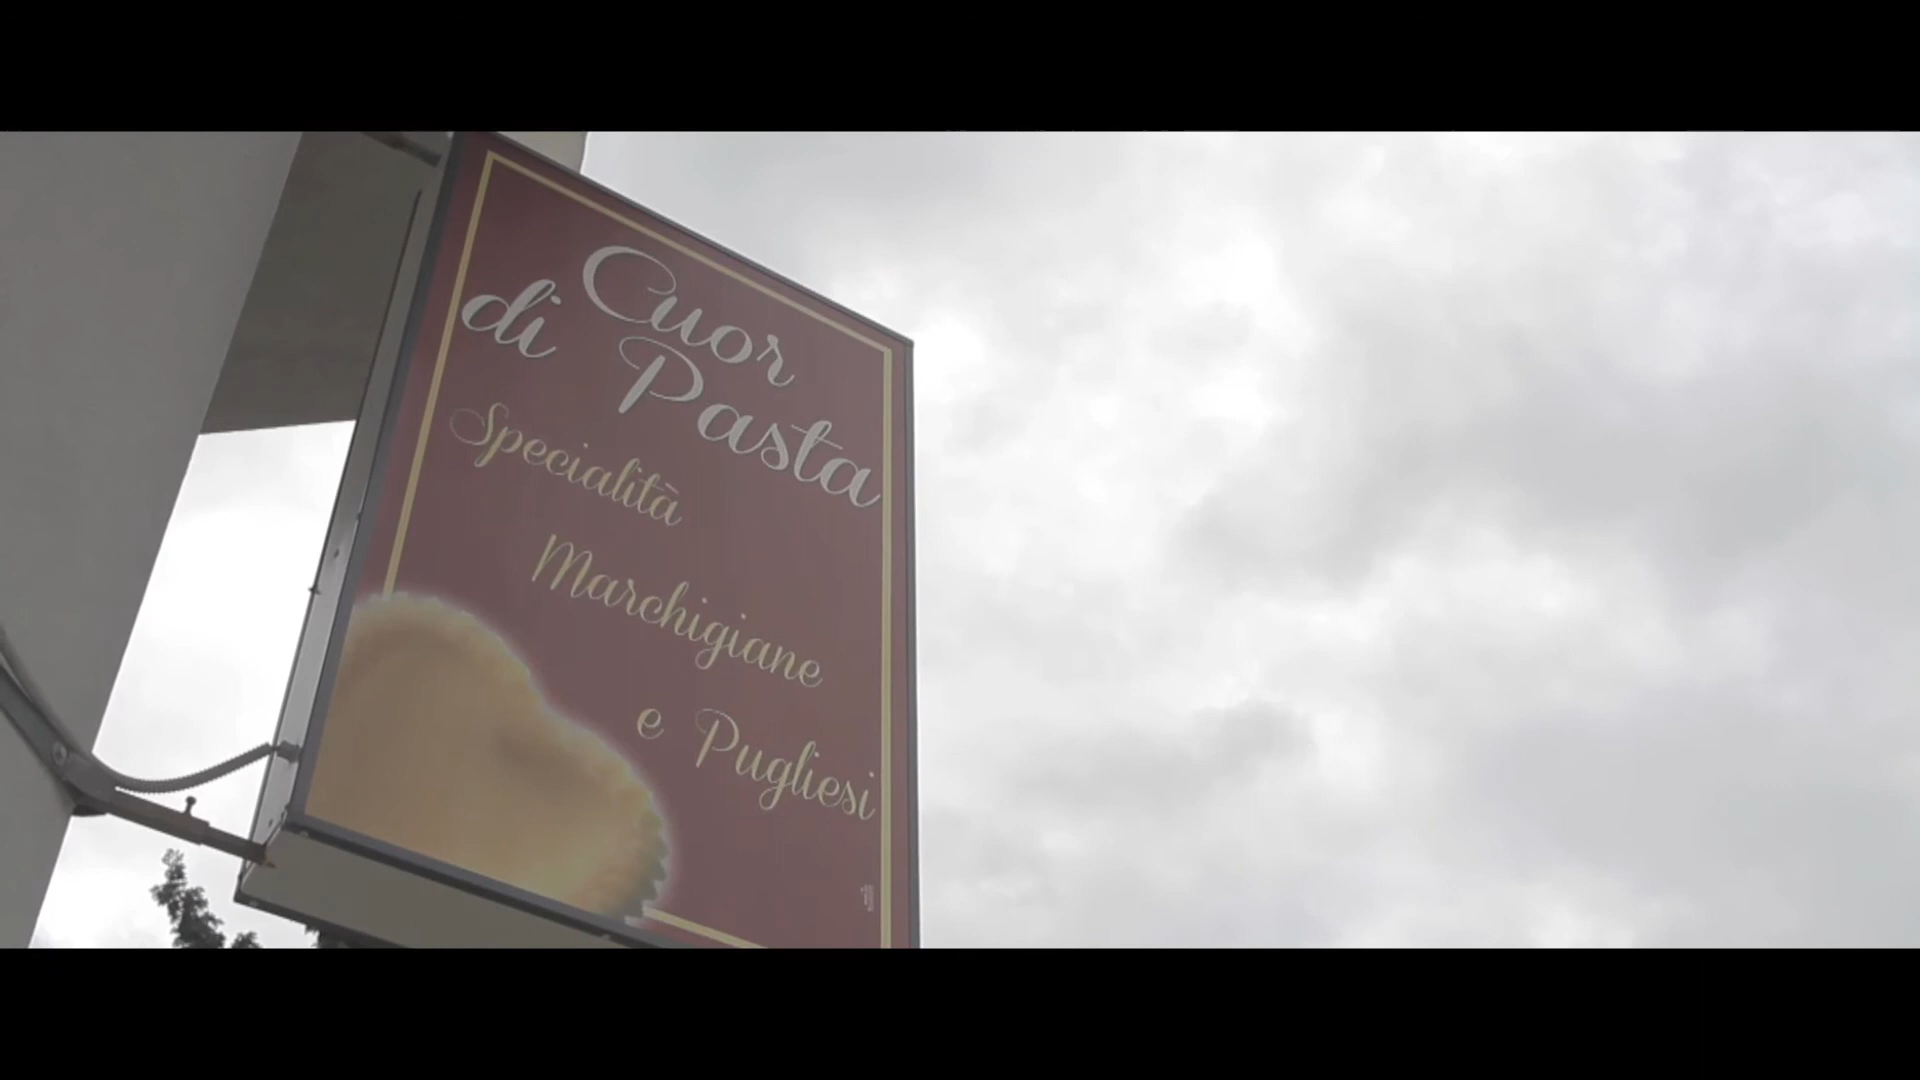 Cuor
di Pasta
Specialità
Marchigiane
e Pugliesi